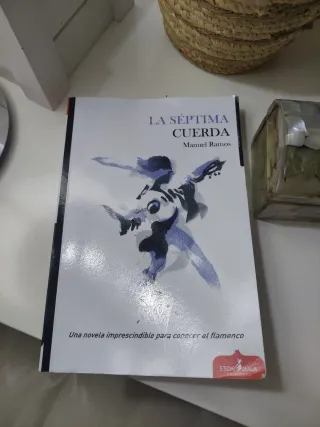 LA SÉPTIMA
CUERDA
Manuel Ramos
Una novela imprescindible para conocer el flamenco